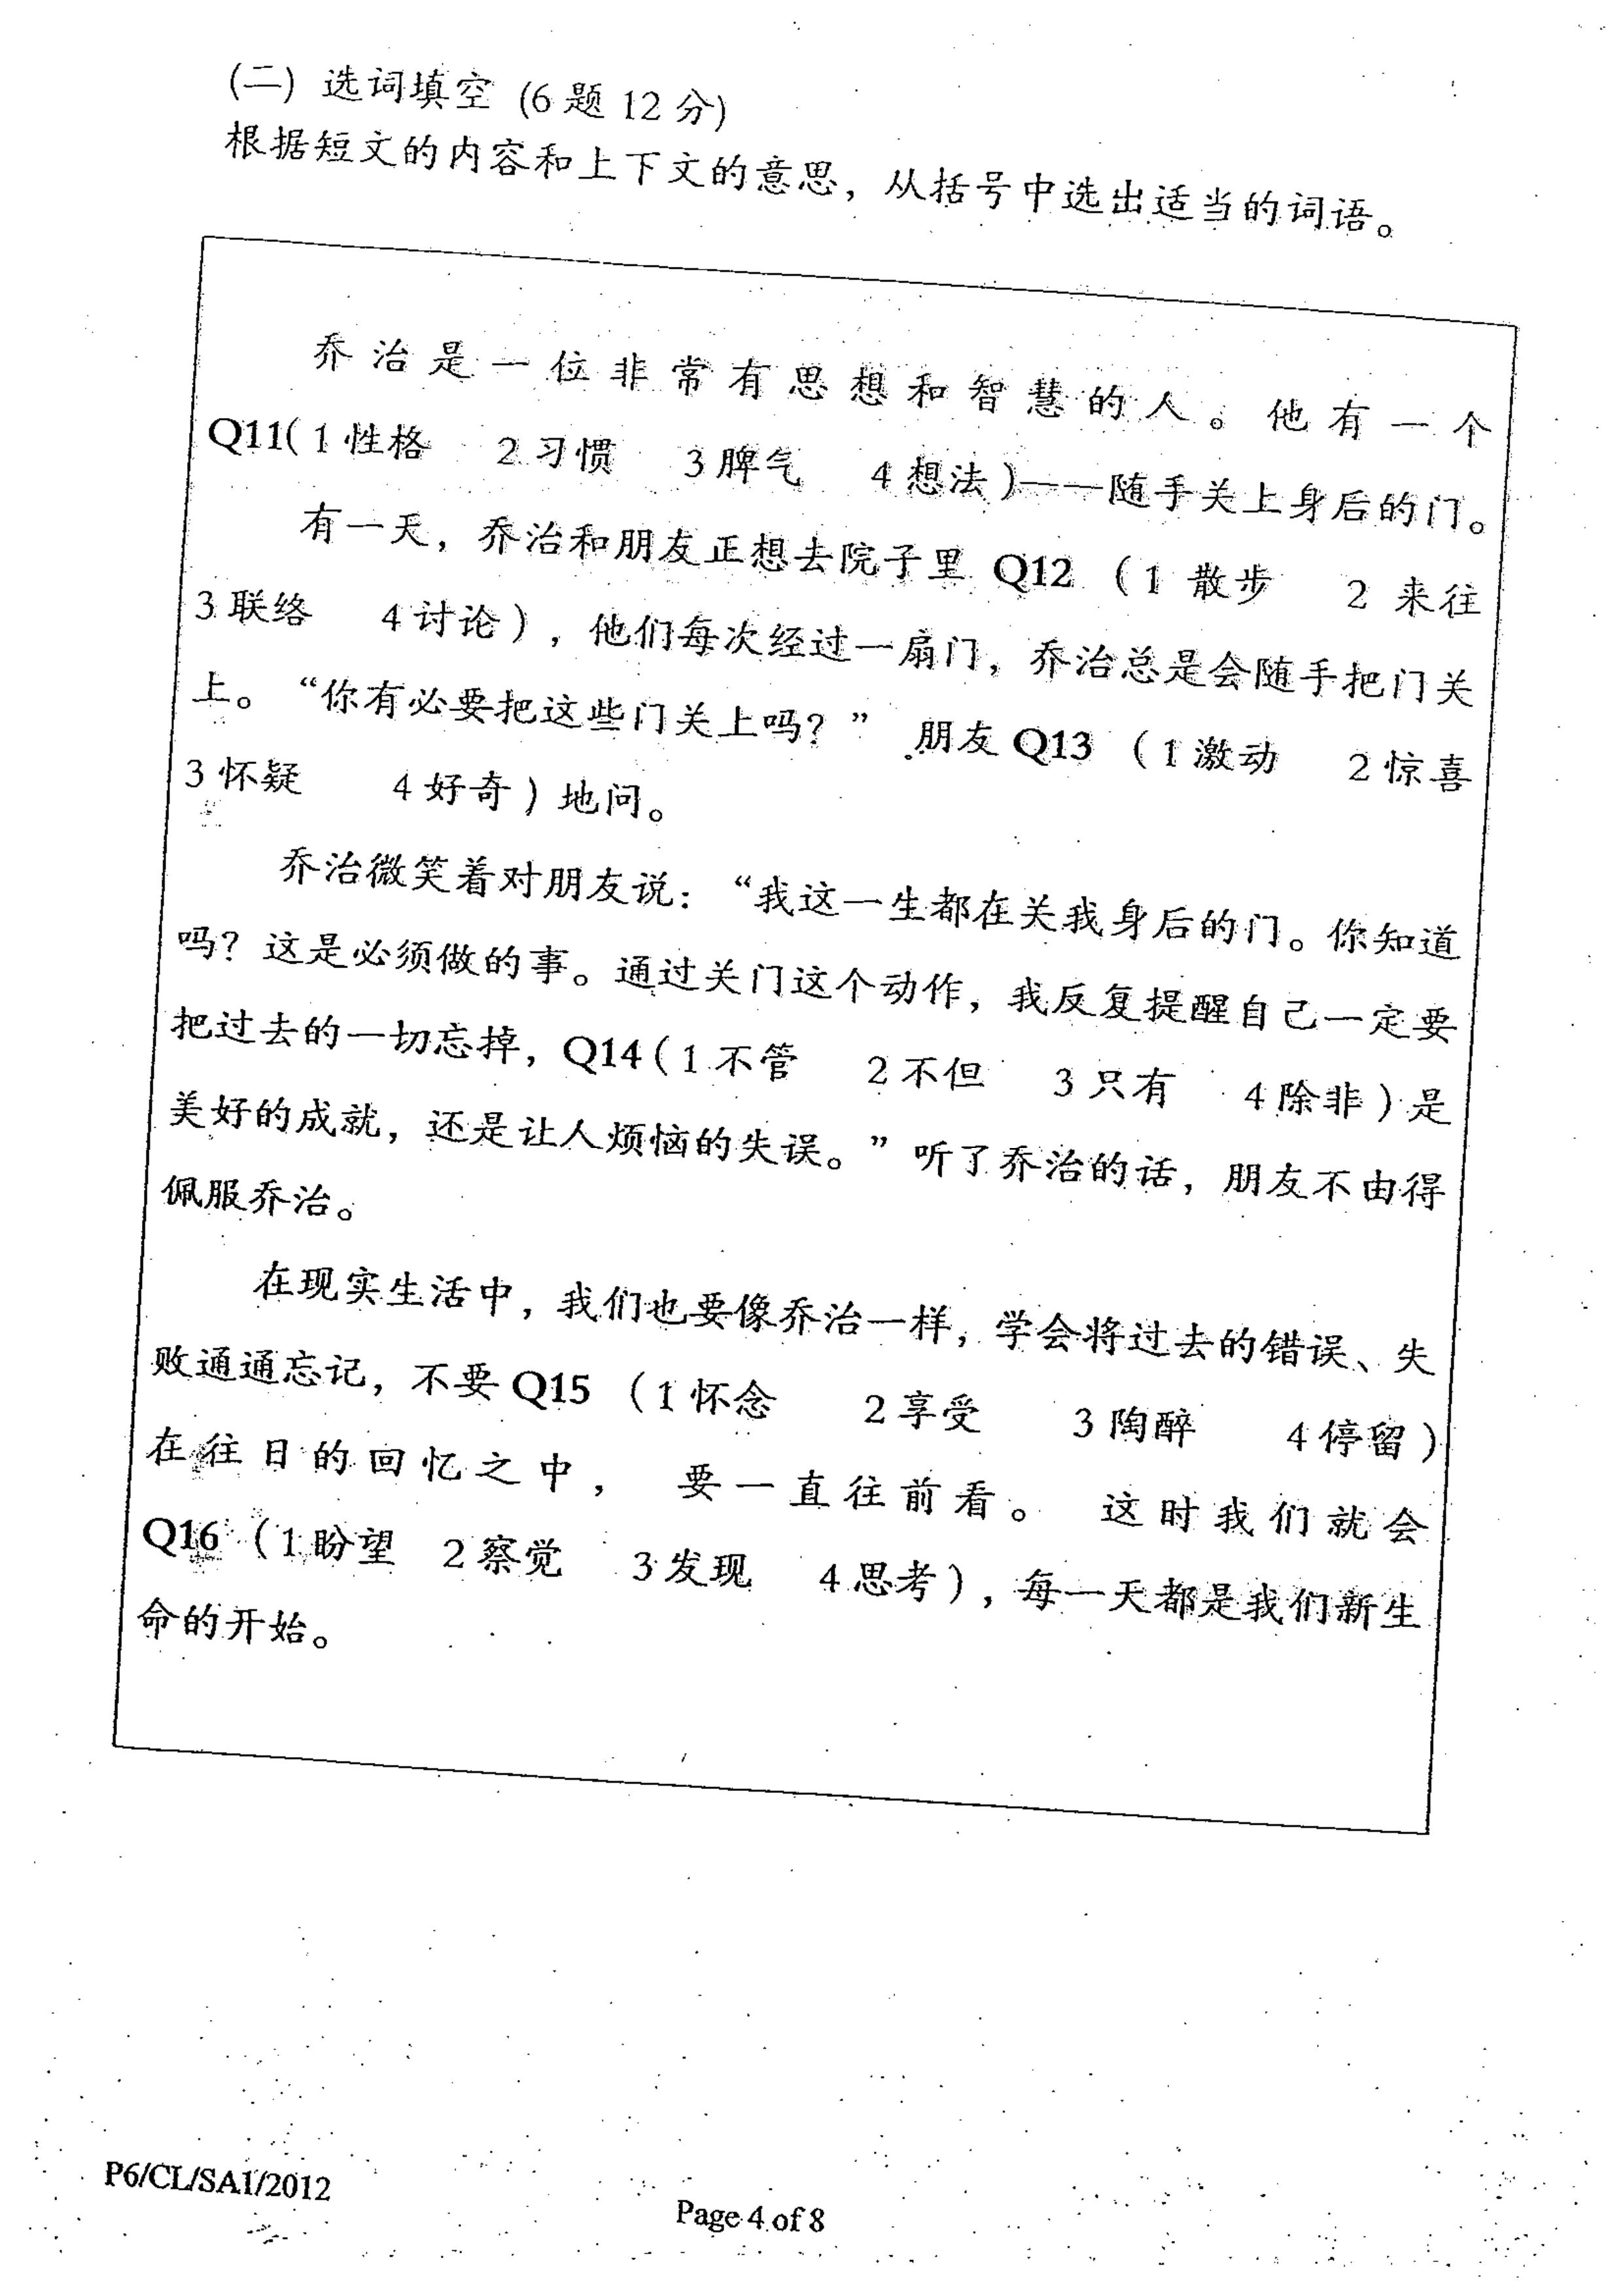 (二) 选词填空 (6题12分)
根据短文的内容和上下文的意思，从括号中选出适当的词语。
乔治是一位非常有思想和智慧的人。他有一个
Q11(1性格 2习惯 3脾气 4想法)——随手关上身后的门。
有一天，乔治和朋友正想去院子里 Q12 (1 散步 2 来往
3联络 4讨论)，他们每次经过一扇门，乔治总是会随手把门关
上。“你有必要把这些门关上吗？”朋友Q13 (1激动 2惊喜
3怀疑 4好奇)地问。
乔治微笑着对朋友说：“我这一生都在关我身后的门。你知道
吗？这是必须做的事。通过关门这个动作，我反复提醒自己一定要
把过去的一切忘掉，Q14(1不管 2不但 3只有 4除非)是
美好的成就，还是让人烦恼的失误。”听了乔治的话，朋友不由得
佩服乔治。
在现实生活中，我们也要像乔治一样，学会将过去的错误、失
败通通忘记，不要Q15 (1怀念 2享受 3陶醉 4停留)
在往日的回忆之中，要一直往前看。这时我们就会
Q16 (1盼望 2察觉 3发现 4思考)，每一天都是我们新生
命的开始。
P6/CL/SA1/2012
Page 4 of 8